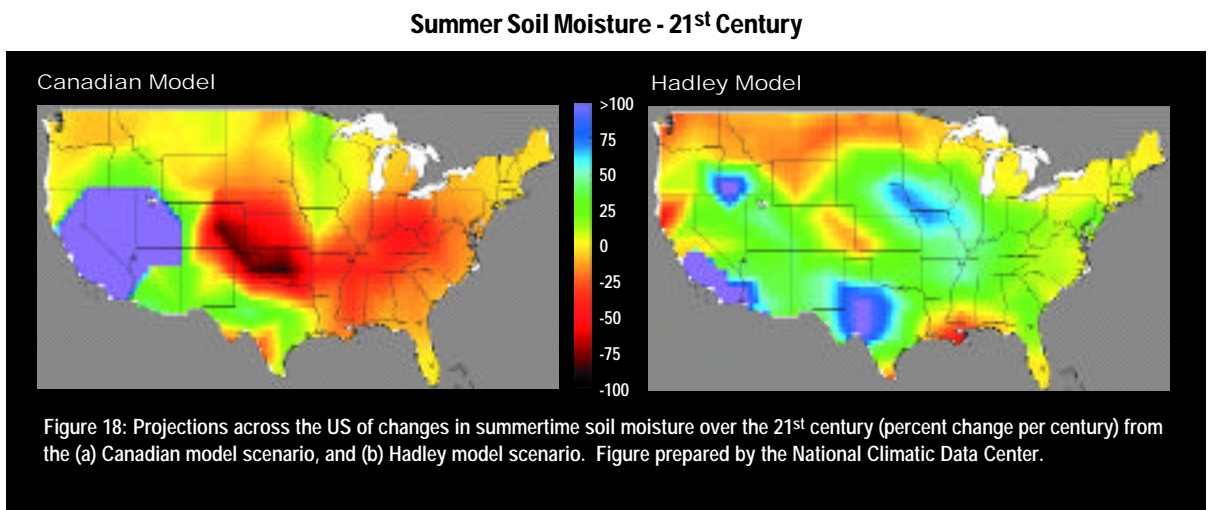 Summer Soil Moisture - 21st Century
Canadian Model
Hadley Model
>100
75
50
25
0
-25
-50
-75
-100
Figure 18: Projections across the US of changes in summertime soil moisture over the 21st century (percent change per century) from
the (a) Canadian model scenario, and (b) Hadley model scenario. Figure prepared by the National Climatic Data Center.